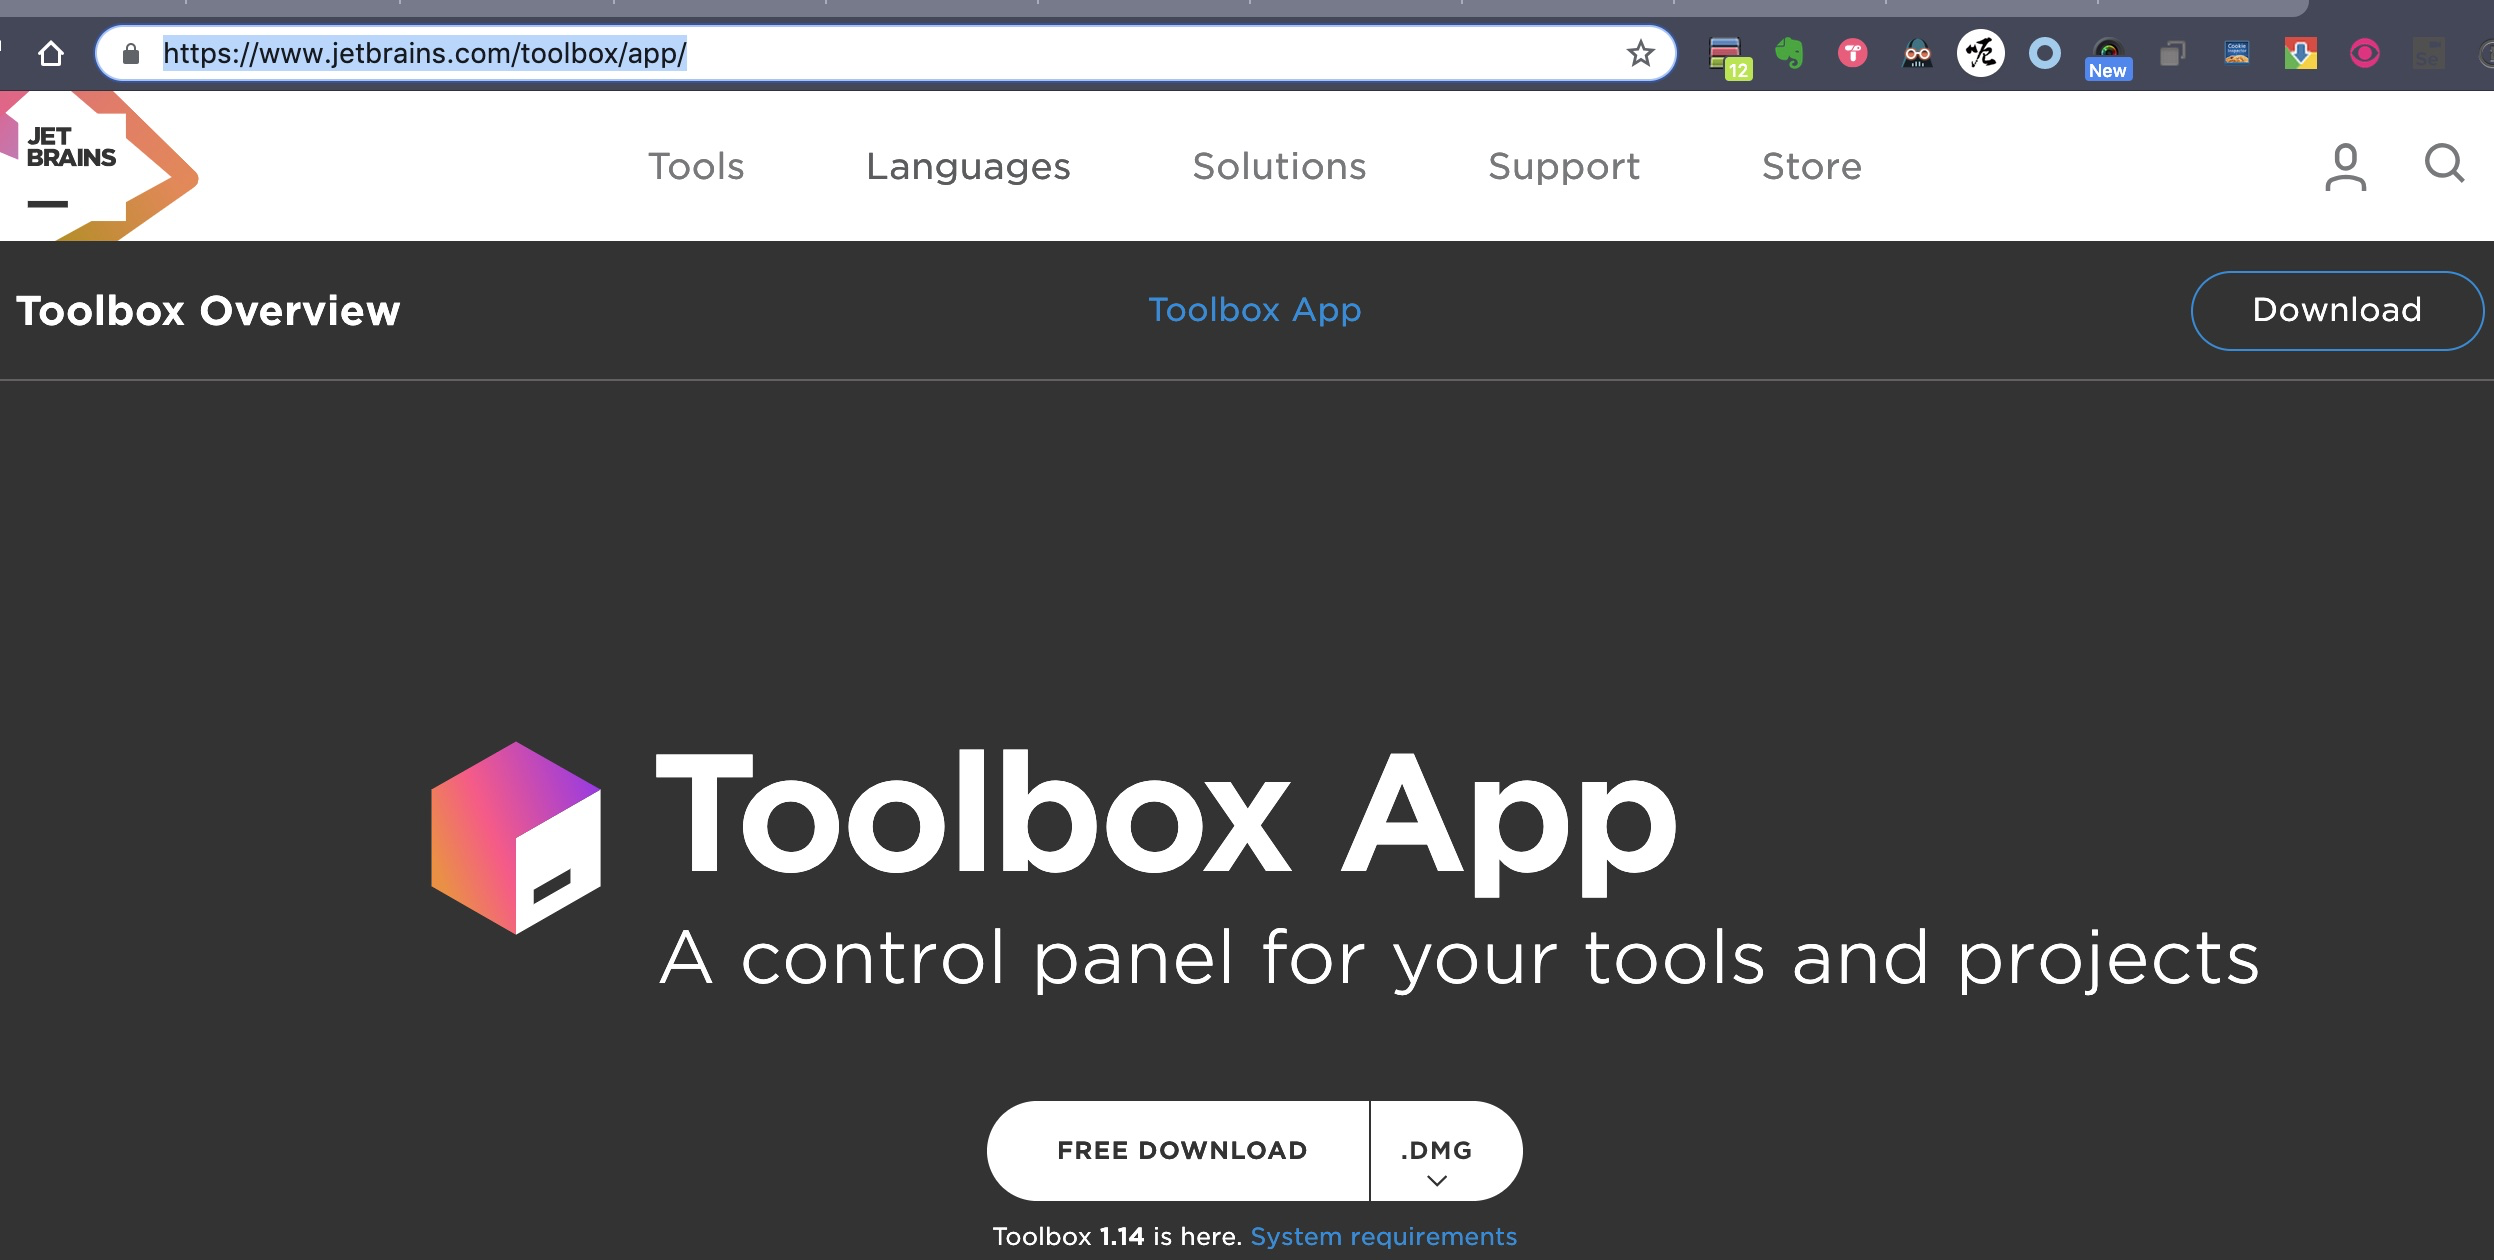 https://www.jetbrains.com/toolbox/app/
12
New
Cookie
JET
BRAINS
Tools Languages Solutions Support Store
Toolbox Overview Toolbox App Download
Toolbox App
A control panel for your tools and projects
FREE DOWNLOAD .DMG
Toolbox 1.14 is here. System requirements